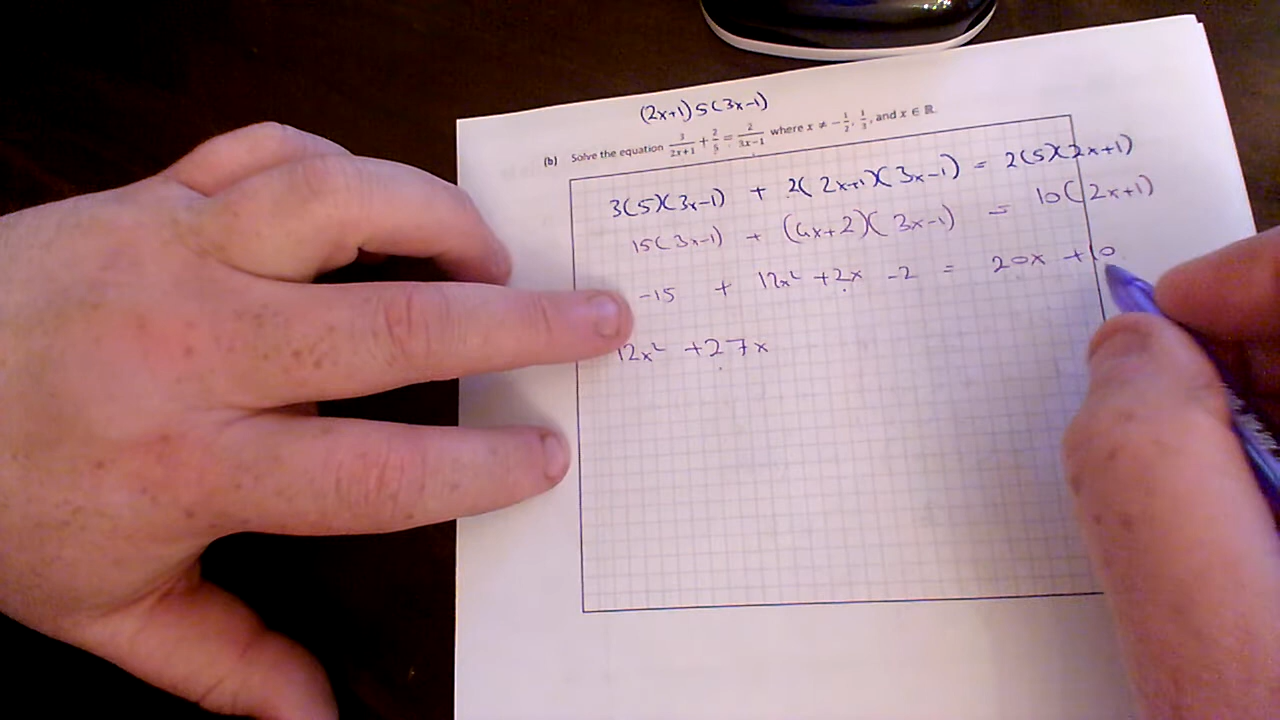 (2x+1) 5(3x-1)
(b) Solve the equation 3/(2x+1) + 2/5 = 2/(3x-1) where x ≠ -1/2, 1/3, and x ∈ ℝ.
3(5)(3x-1) + 2(2x+1)(3x-1) = 2(5)(2x+1)
15(3x-1) + (4x+2)(3x-1) = 10(2x+1)
-15 + 12x² +2x -2 = 20x +10
12x² +27x